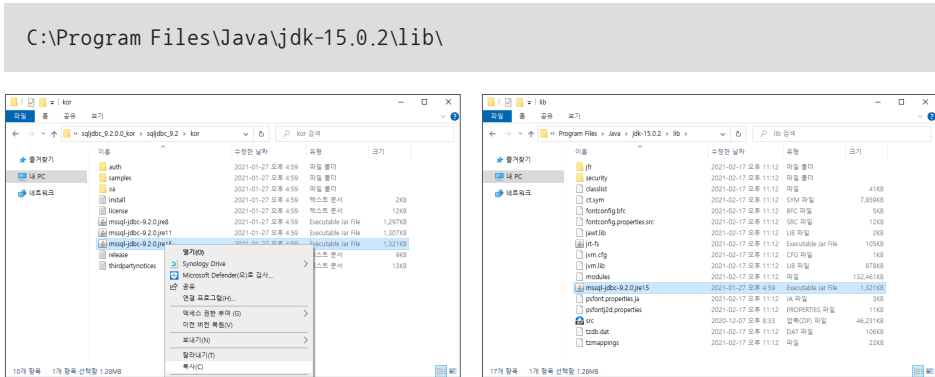 C:\Program Files\Java\jdk-15.0.2\lib\
kor
파일 홈 공유 보기
« sqljdbc_9.2.0.0_kor › sqljdbc_9.2 › kor
kor 검색
이름 수정한 날짜 유형 크기
즐겨찾기
내 PC
네트워크
auth 2021-01-27 오후 4:59 파일 폴더
samples 2021-01-27 오후 4:59 파일 폴더
xa 2021-01-27 오후 4:59 파일 폴더
install 2021-01-27 오후 4:59 텍스트 문서 2KB
license 2021-01-27 오후 4:59 텍스트 문서 12KB
mssql-jdbc-9.2.0.jre8 2021-01-27 오후 4:59 Executable Jar File 1,297KB
mssql-jdbc-9.2.0.jre11 2021-01-27 오후 4:59 Executable Jar File 1,307KB
mssql-jdbc-9.2.0.jre15 2021-01-27 오후 4:59 Executable Jar File 1,321KB
release 스트 문서 9KB
thirdpartynotices 스트 문서 13KB
열기(O)
Synology Drive
Microsoft Defender(으)로 검사...
공유
연결 프로그램(H)...
액세스 권한 부여 (G)
이전 버전 복원(V)
보내기(N)
잘라내기(T)
복사(C)
10개 항목 1개 항목 선택함 1.28MB
lib
파일 홈 공유 보기
« Program Files › Java › jdk-15.0.2 › lib ›
lib 검색
이름 수정한 날짜 유형 크기
즐겨찾기
내 PC
네트워크
jfr 2021-02-17 오후 11:12 파일 폴더
security 2021-02-17 오후 11:12 파일 폴더
classlist 2021-02-17 오후 11:12 파일 41KB
ct.sym 2021-02-17 오후 11:12 SYM 파일 7,859KB
fontconfig.bfc 2021-02-17 오후 11:12 BFC 파일 5KB
fontconfig.properties.src 2021-02-17 오후 11:12 SRC 파일 12KB
jawt.lib 2021-02-17 오후 11:12 LIB 파일 2KB
jrt-fs 2021-02-17 오후 11:12 Executable Jar File 105KB
jvm.cfg 2021-02-17 오후 11:12 CFG 파일 1KB
jvm.lib 2021-02-17 오후 11:12 LIB 파일 878KB
modules 2021-02-17 오후 11:12 파일 132,461KB
mssql-jdbc-9.2.0.jre15 2021-01-27 오후 4:59 Executable Jar File 1,321KB
psfont.properties.ja 2021-02-17 오후 11:12 JA 파일 3KB
psfontj2d.properties 2021-02-17 오후 11:12 PROPERTIES 파일 11KB
src 2020-12-07 오후 8:33 압축(ZIP) 파일 46,231KB
tzdb.dat 2021-02-17 오후 11:12 DAT 파일 106KB
tzmappings 2021-02-17 오후 11:12 파일 22KB
17개 항목 1개 항목 선택함 1.28MB